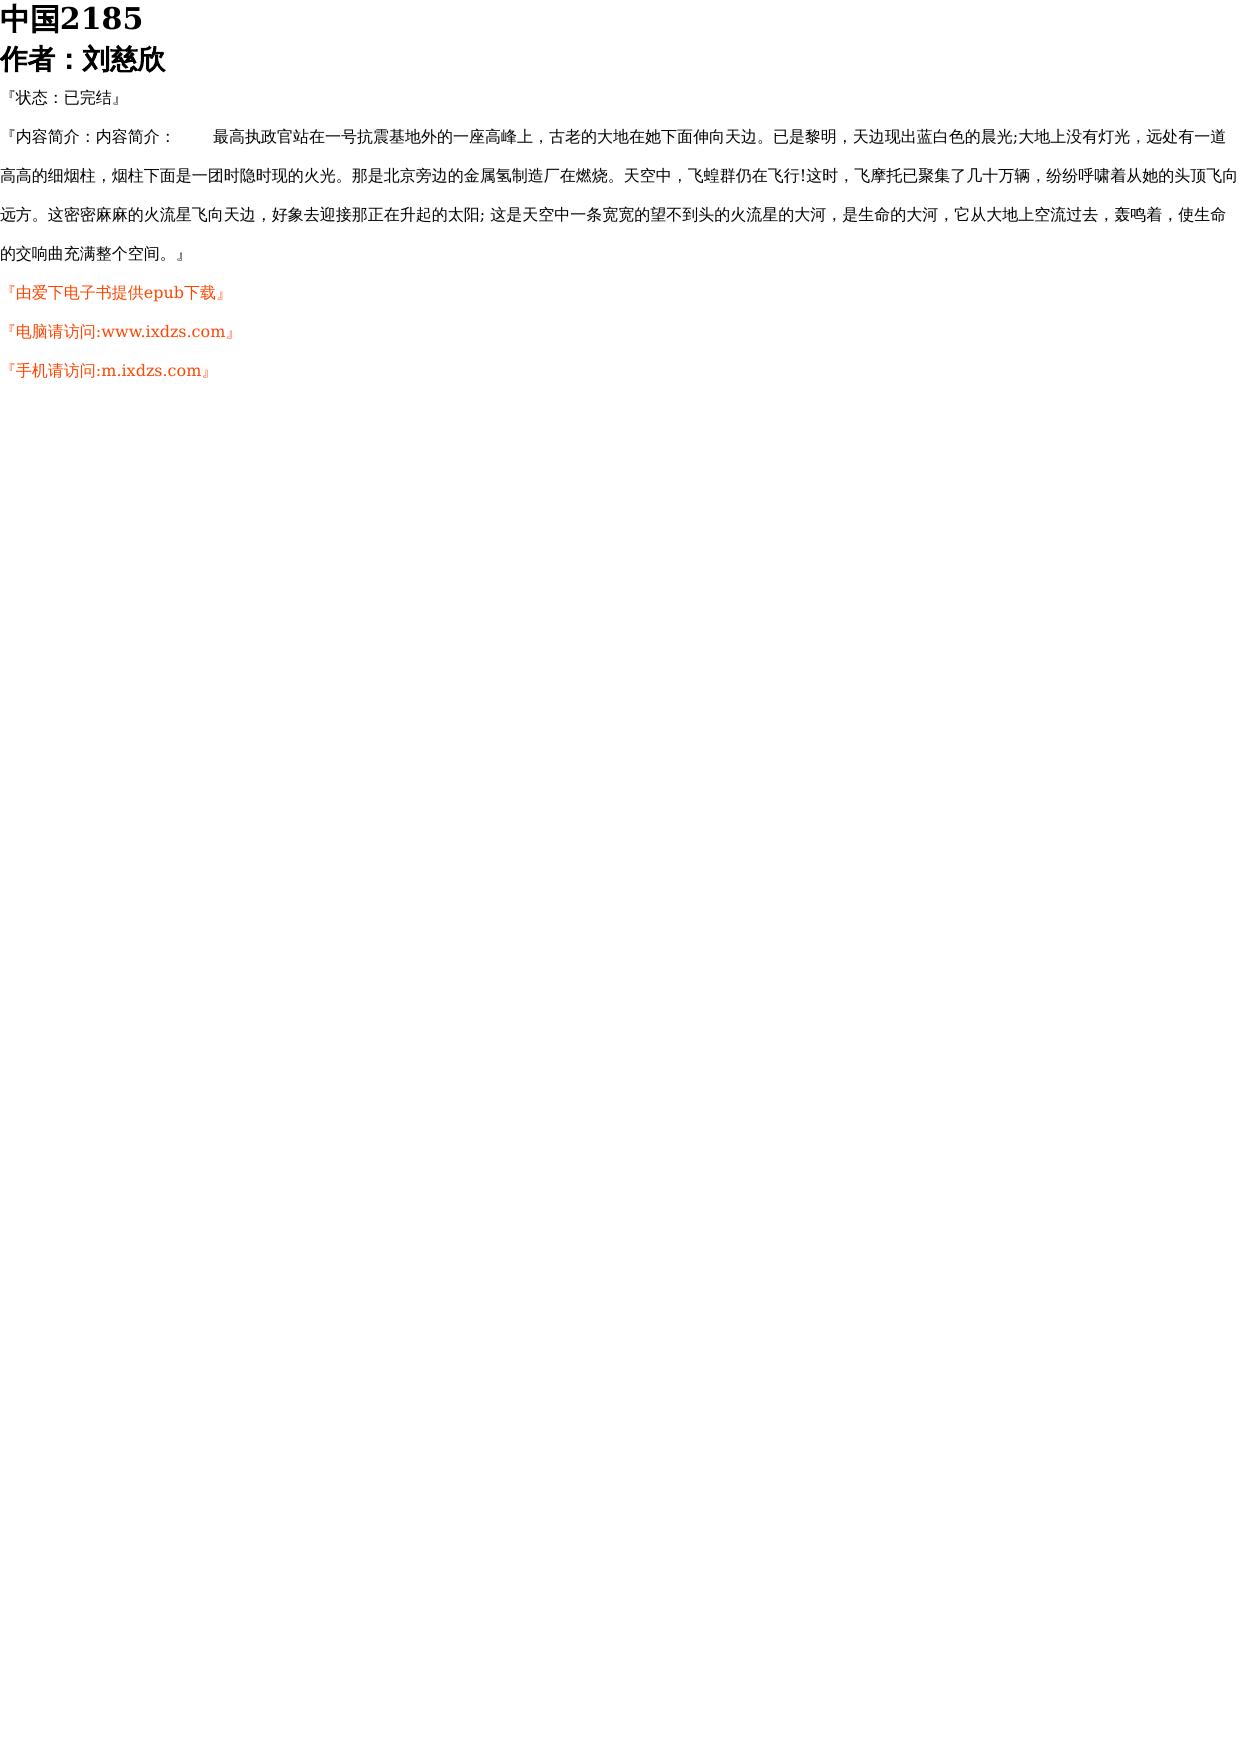 中国2185
作者：刘慈欣
『状态：已完结』
『内容简介：内容简介： 最高执政官站在一号抗震基地外的一座高峰上，古老的大地在她下面伸向天边。已是黎明，天边现出蓝白色的晨光;大地上没有灯光，远处有一道
高高的细烟柱，烟柱下面是一团时隐时现的火光。那是北京旁边的金属氢制造厂在燃烧。天空中，飞蝗群仍在飞行!这时，飞摩托已聚集了几十万辆，纷纷呼啸着从她的头顶飞向
远方。这密密麻麻的火流星飞向天边，好象去迎接那正在升起的太阳; 这是天空中一条宽宽的望不到头的火流星的大河，是生命的大河，它从大地上空流过去，轰鸣着，使生命
的交响曲充满整个空间。』
『由爱下电子书提供epub下载』
『电脑请访问:www.ixdzs.com』
『手机请访问:m.ixdzs.com』